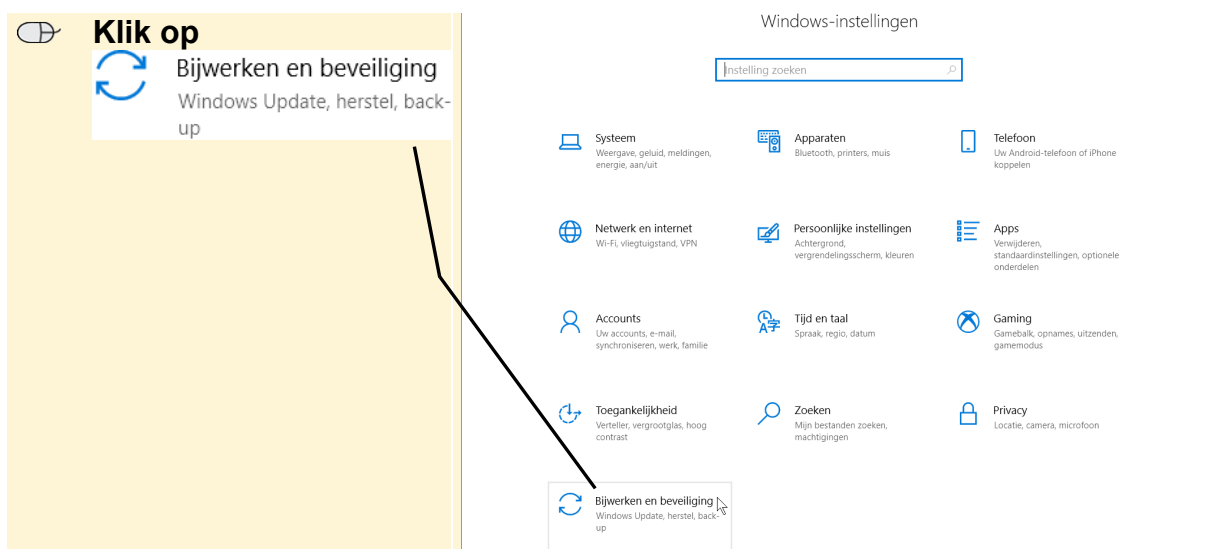 Klik op
Bijwerken en beveiliging
Windows Update, herstel, back-
up
Windows-instellingen
Instelling zoeken
Systeem
Weergave, geluid, meldingen,
energie, aan/uit
Apparaten
Bluetooth, printers, muis
Telefoon
Uw Android-telefoon of iPhone
koppelen
Netwerk en internet
Wi-Fi, vliegtuigstand, VPN
Persoonlijke instellingen
Achtergrond,
vergrendelingsscherm, kleuren
Apps
Verwijderen,
standaardinstellingen, optionele
onderdelen
Accounts
Uw accounts, e-mail,
synchroniseren, werk, familie
Tijd en taal
Spraak, regio, datum
Gaming
Gamebalk, opnames, uitzenden,
gamemodus
Toegankelijkheid
Verteller, vergrootglas, hoog
contrast
Zoeken
Mijn bestanden zoeken,
machtigingen
Privacy
Locatie, camera, microfoon
Bijwerken en beveiliging
Windows Update, herstel, back-
up